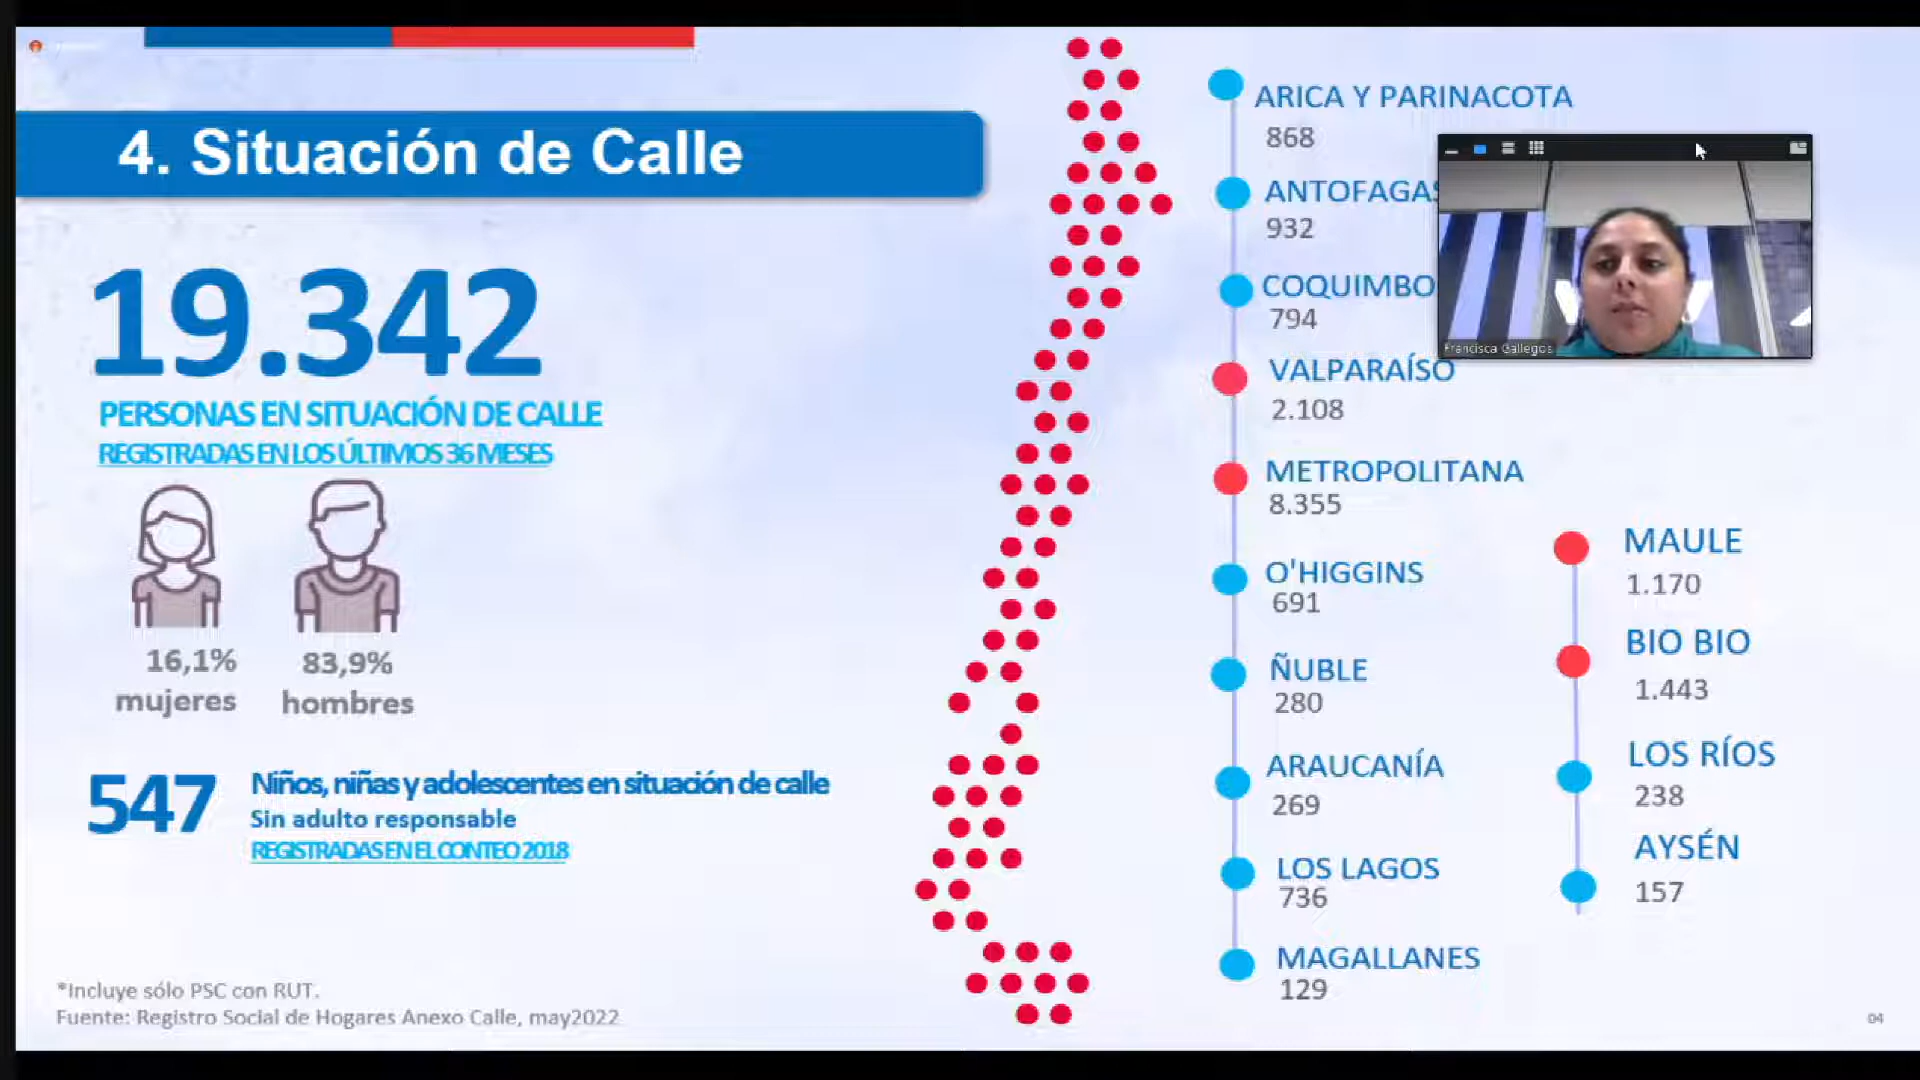 4. Situación de Calle
19.342
PERSONAS EN SITUACIÓN DE CALLE
REGISTRADAS EN LOS ÚLTIMOS 36 MESES
16,1%
mujeres
83,9%
hombres
547
Niños, niñas y adolescentes en situación de calle
Sin adulto responsable
REGISTRADAS EN EL CONTEO 2018
*Incluye sólo PSC con RUT.
Fuente: Registro Social de Hogares Anexo Calle, may2022
ARICA Y PARINACOTA
868
ANTOFAGAS
932
COQUIMBO
794
VALPARAÍSO
2.108
METROPOLITANA
8.355
O'HIGGINS
691
ÑUBLE
280
ARAUCANÍA
269
LOS LAGOS
736
MAGALLANES
129
MAULE
1.170
BIO BIO
1.443
LOS RÍOS
238
AYSÉN
157
Francisca Gallegos
04